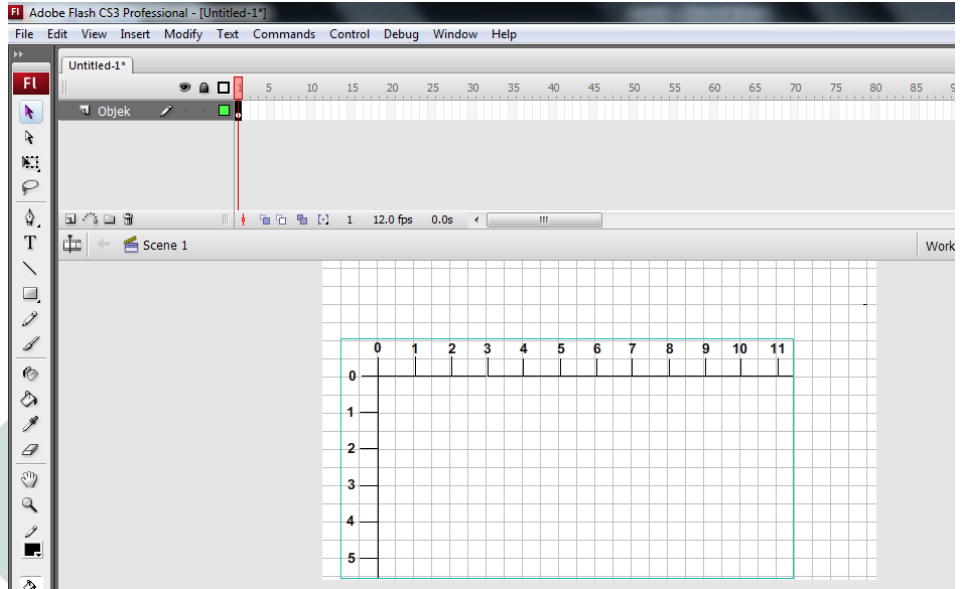 Fl Adobe Flash CS3 Professional - [Untitled-1*]
File Edit View Insert Modify Text Commands Control Debug Window Help
Untitled-1*
Fl
1 5 10 15 20 25 30 35 40 45 50 55 60 65 70 75 80 85 9
Objek
1 12.0 fps 0.0s
T
Scene 1 Work
0 1 2 3 4 5 6 7 8 9 10 11
0
1
2
3
4
5